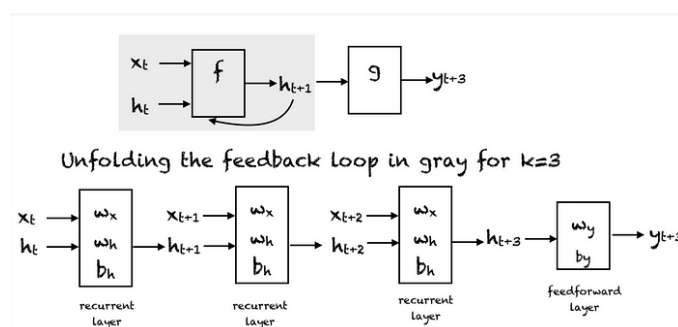 xt
f
ht
ht+1
g
yt+3
Unfolding the feedback loop in gray for k=3
xt
ht
wx
wh
bh
recurrent
layer
xt+1
ht+1
wx
wh
bh
recurrent
layer
xt+2
ht+2
wx
wh
bh
recurrent
layer
ht+3
wy
by
feedforward
layer
yt+3